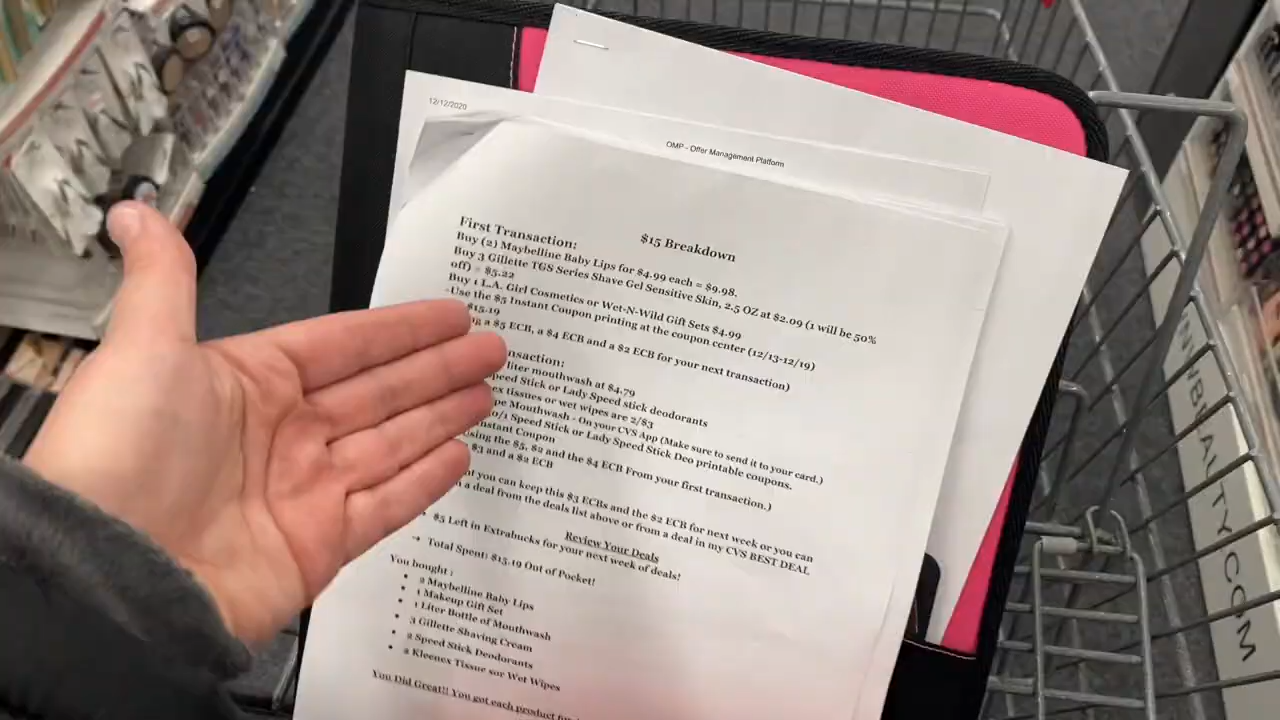 12/12/2020
OMP - Offer Management Platform
$15 Breakdown
First Transaction:
Buy (2) Maybelline Baby Lips for $4.99 each = $9.98.
Buy 3 Gillette TGS Series Shave Gel Sensitive Skin, 2.5 OZ at $2.09 (1 will be 50%
off) = $5.22
Buy 1 L.A. Girl Cosmetics or Wet-N-Wild Gift Sets $4.99
-Use the $5 Instant Coupon printing at the coupon center (12/13-12/19)
$15.19
a $5 ECB, a $4 ECB and a $2 ECB for your next transaction)
nsaction:
liter mouthwash at $4.79
peed Stick or Lady Speed stick deodorants
ex tissues or wet wipes are 2/$3
pe Mouthwash - On your CVS App (Make sure to send it to your card.)
0/1 Speed Stick or Lady Speed Stick Deo printable coupons.
nstant Coupon
sing the $5, $2 and the $4 ECB From your first transaction.)
$3 and a $2 ECB
you can keep this $3 ECBs and the $2 ECB for next week or you can
a deal from the deals list above or from a deal in my CVS BEST DEAL
Review Your Deals
$5 Left in Extrabucks for your next week of deals!
→ Total Spent: $15.19 Out of Pocket!
You bought :
• 2 Maybelline Baby Lips
• 1 Makeup Gift Set
• 1 Liter Bottle of Mouthwash
• 3 Gillette Shaving Cream
• 2 Speed Stick Deodorants
• 2 Kleenex Tissue sor Wet Wipes
You Did Great!! You got each product for
WBEAUTY.COM